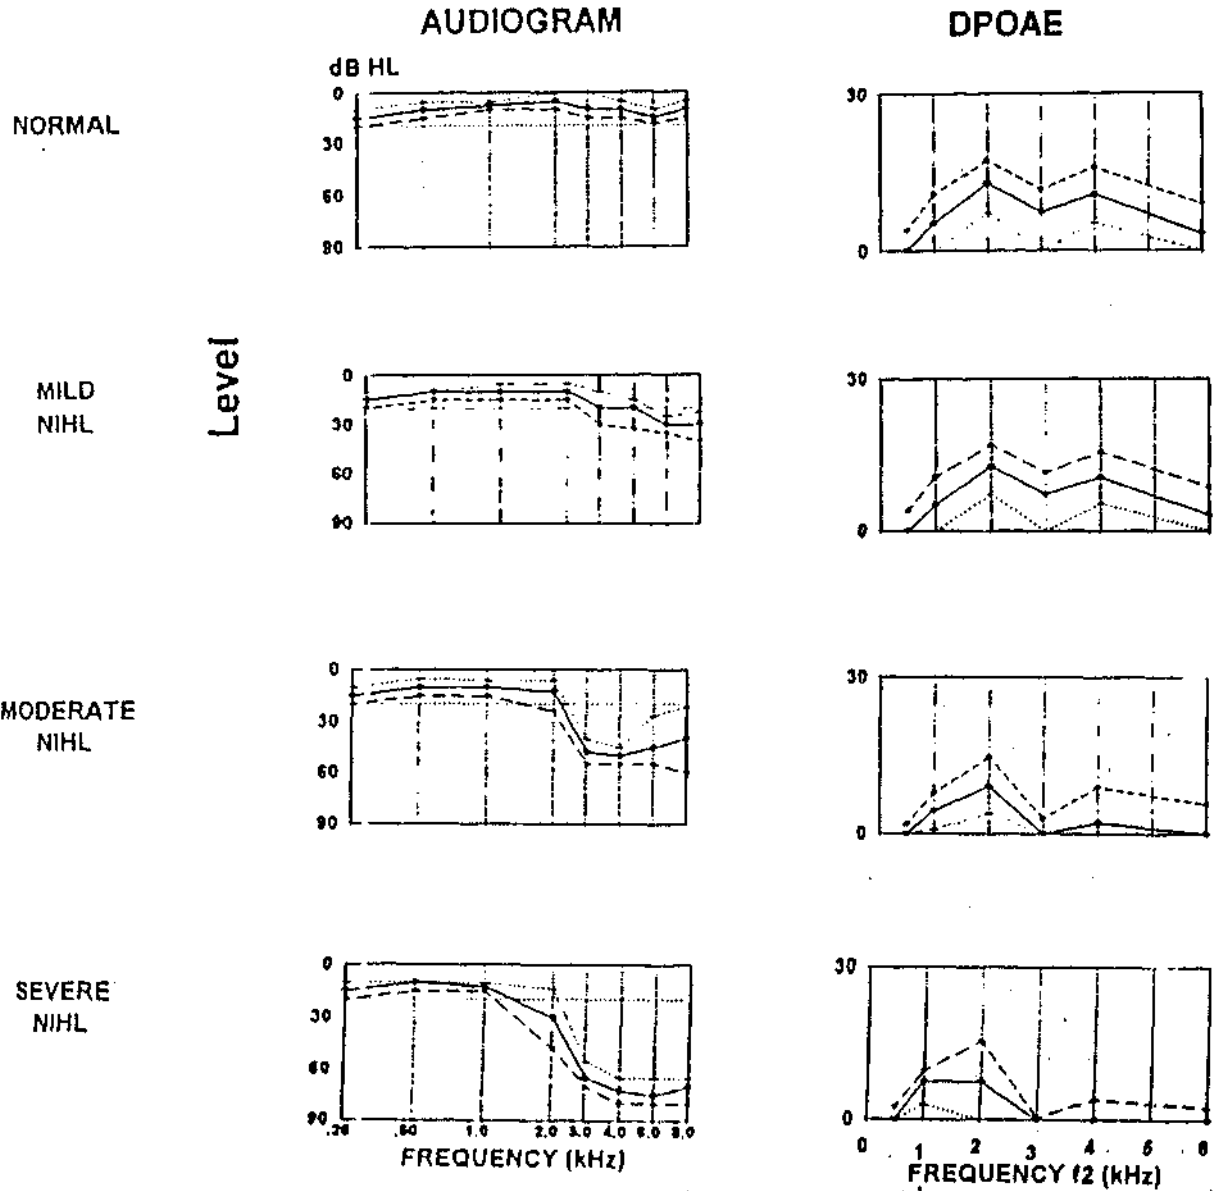 AUDIOGRAM
DPOAE
dB HL
NORMAL
0
30
60
90
30
0
Level
MILD
NIHL
0
30
60
90
30
0
MODERATE
NIHL
0
30
60
90
30
0
SEVERE
NIHL
0
30
60
90
30
0
.25 .50 1.0 2.0 3.0 4.0 6.0 8.0
0 1 2 3 4 5 6
FREQUENCY (kHz)
FREQUENCY f2 (kHz)